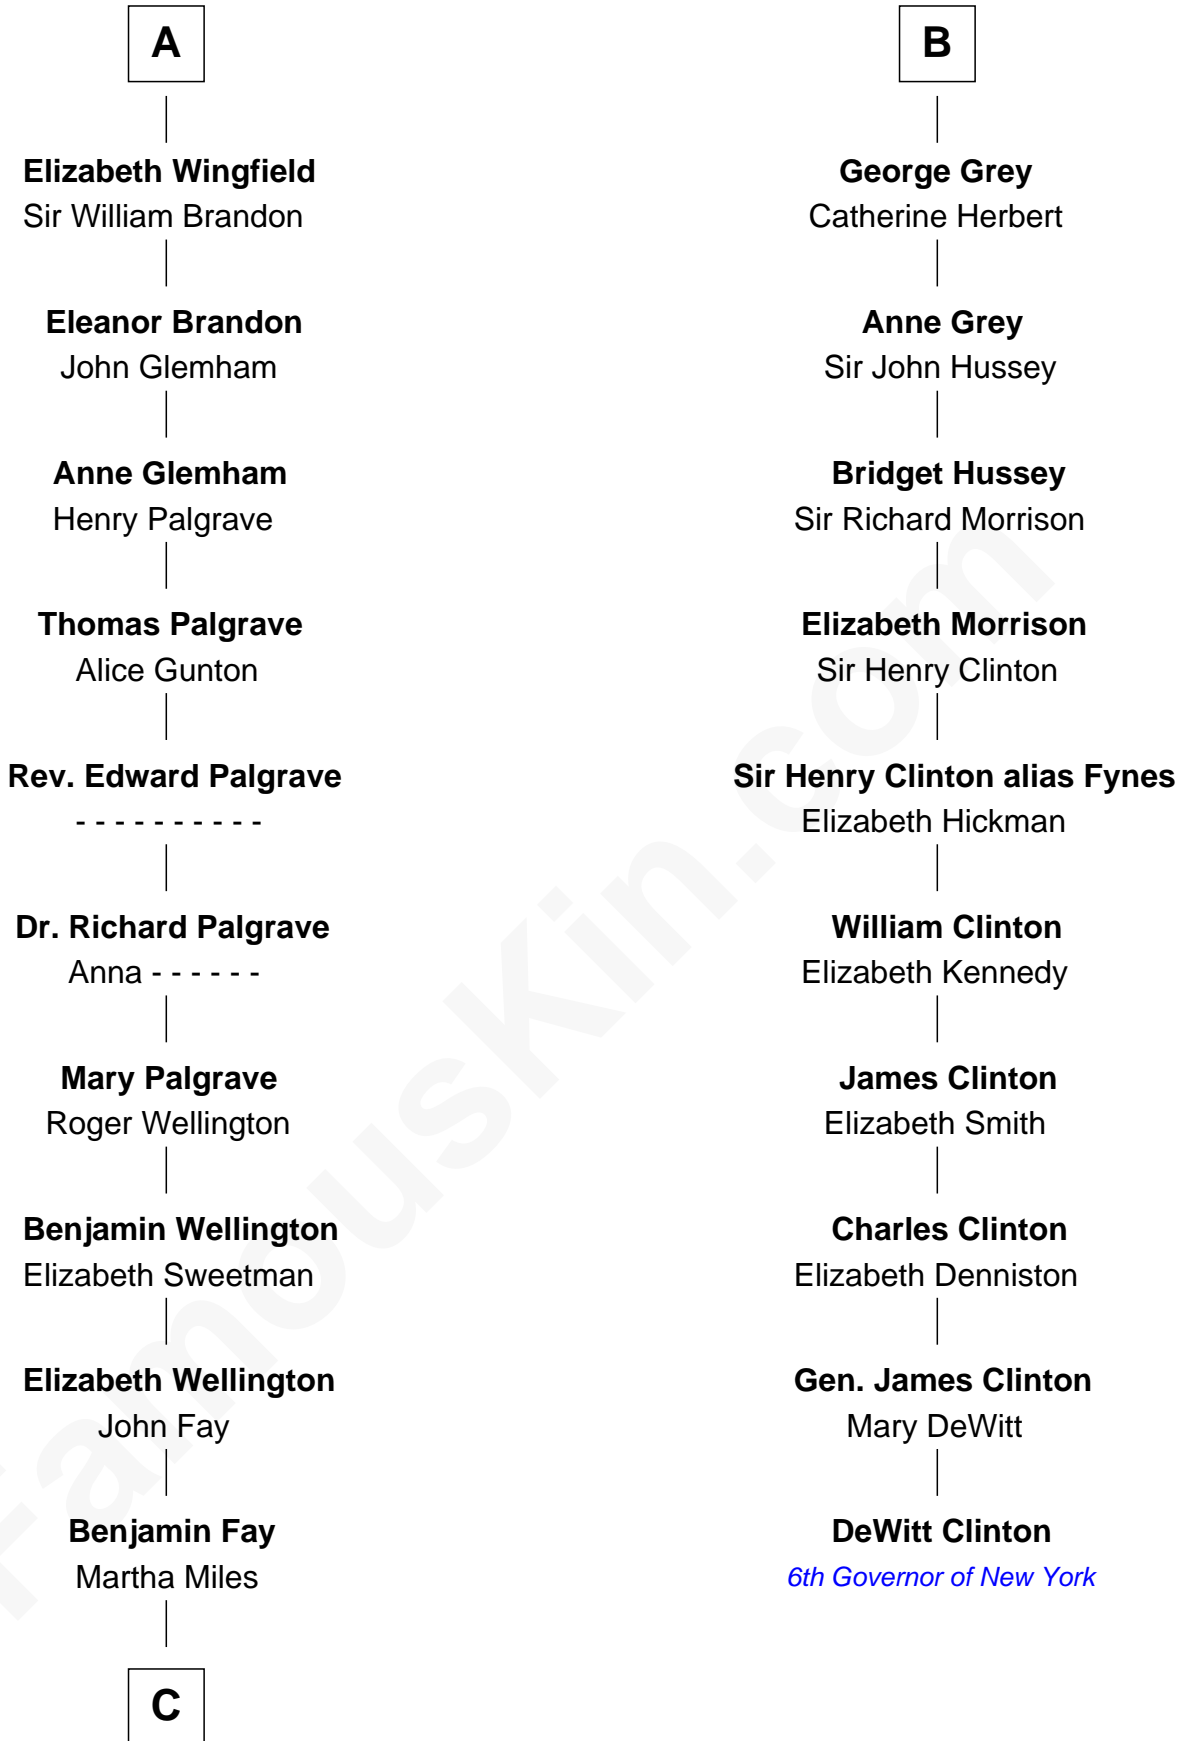 A
Elizabeth Wingfield
Sir William Brandon
Eleanor Brandon
John Glemham
Anne Glemham
Henry Palgrave
Thomas Palgrave
Alice Gunton
Rev. Edward Palgrave
- - - - - - - - - -
Dr. Richard Palgrave
Anna - - - - - -
Mary Palgrave
Roger Wellington
Benjamin Wellington
Elizabeth Sweetman
Elizabeth Wellington
John Fay
Benjamin Fay
Martha Miles
C
B
George Grey
Catherine Herbert
Anne Grey
Sir John Hussey
Bridget Hussey
Sir Richard Morrison
Elizabeth Morrison
Sir Henry Clinton
Sir Henry Clinton alias Fynes
Elizabeth Hickman
William Clinton
Elizabeth Kennedy
James Clinton
Elizabeth Smith
Charles Clinton
Elizabeth Denniston
Gen. James Clinton
Mary DeWitt
DeWitt Clinton
6th Governor of New York
FamousKin.com